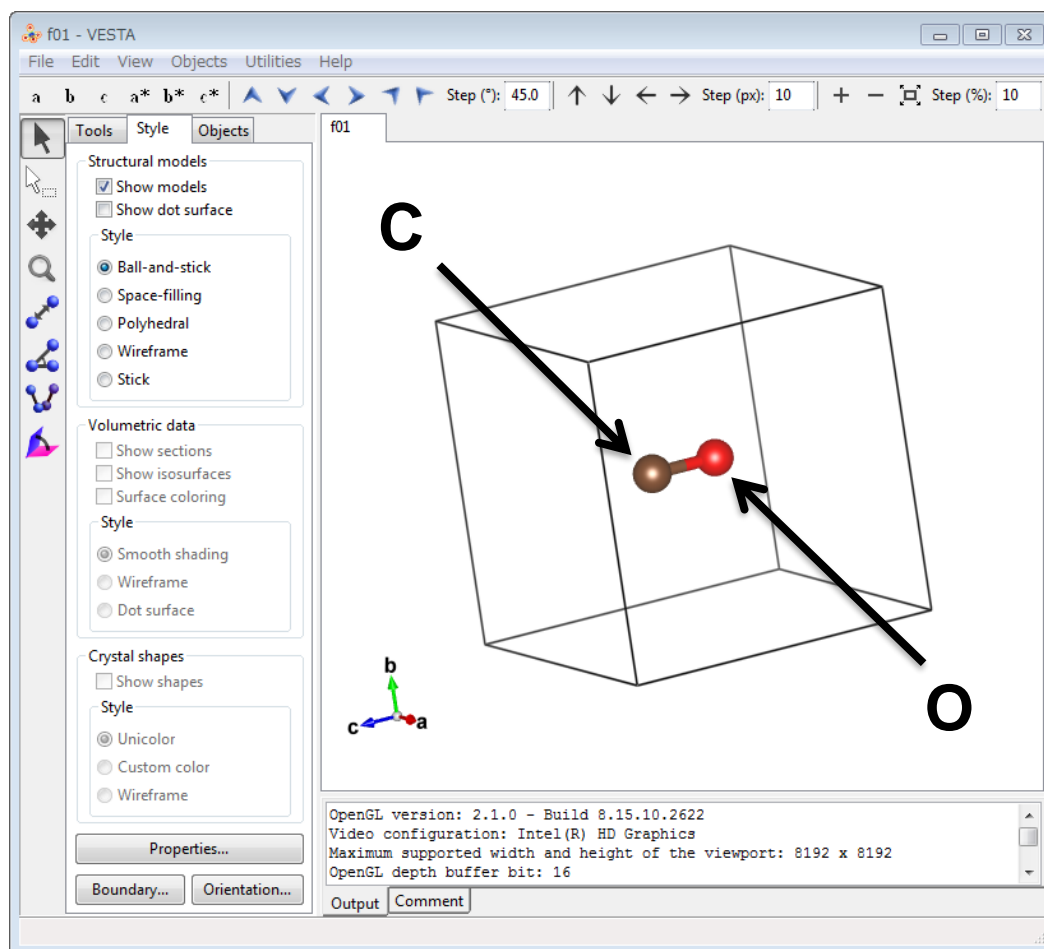 f01 - VESTA
File Edit View Objects Utilities Help
a b c a* b* c* Step (°): 45.0 Step (px): 10 Step (%): 10
Tools Style Objects
f01
Structural models
Show models
Show dot surface
Style
Ball-and-stick
Space-filling
Polyhedral
Wireframe
Stick
Volumetric data
Show sections
Show isosurfaces
Surface coloring
Style
Smooth shading
Wireframe
Dot surface
Crystal shapes
Show shapes
Style
Unicolor
Custom color
Wireframe
Properties...
Boundary... Orientation...
C
O
b
c a
OpenGL version: 2.1.0 - Build 8.15.10.2622
Video configuration: Intel(R) HD Graphics
Maximum supported width and height of the viewport: 8192 x 8192
OpenGL depth buffer bit: 16
Output Comment